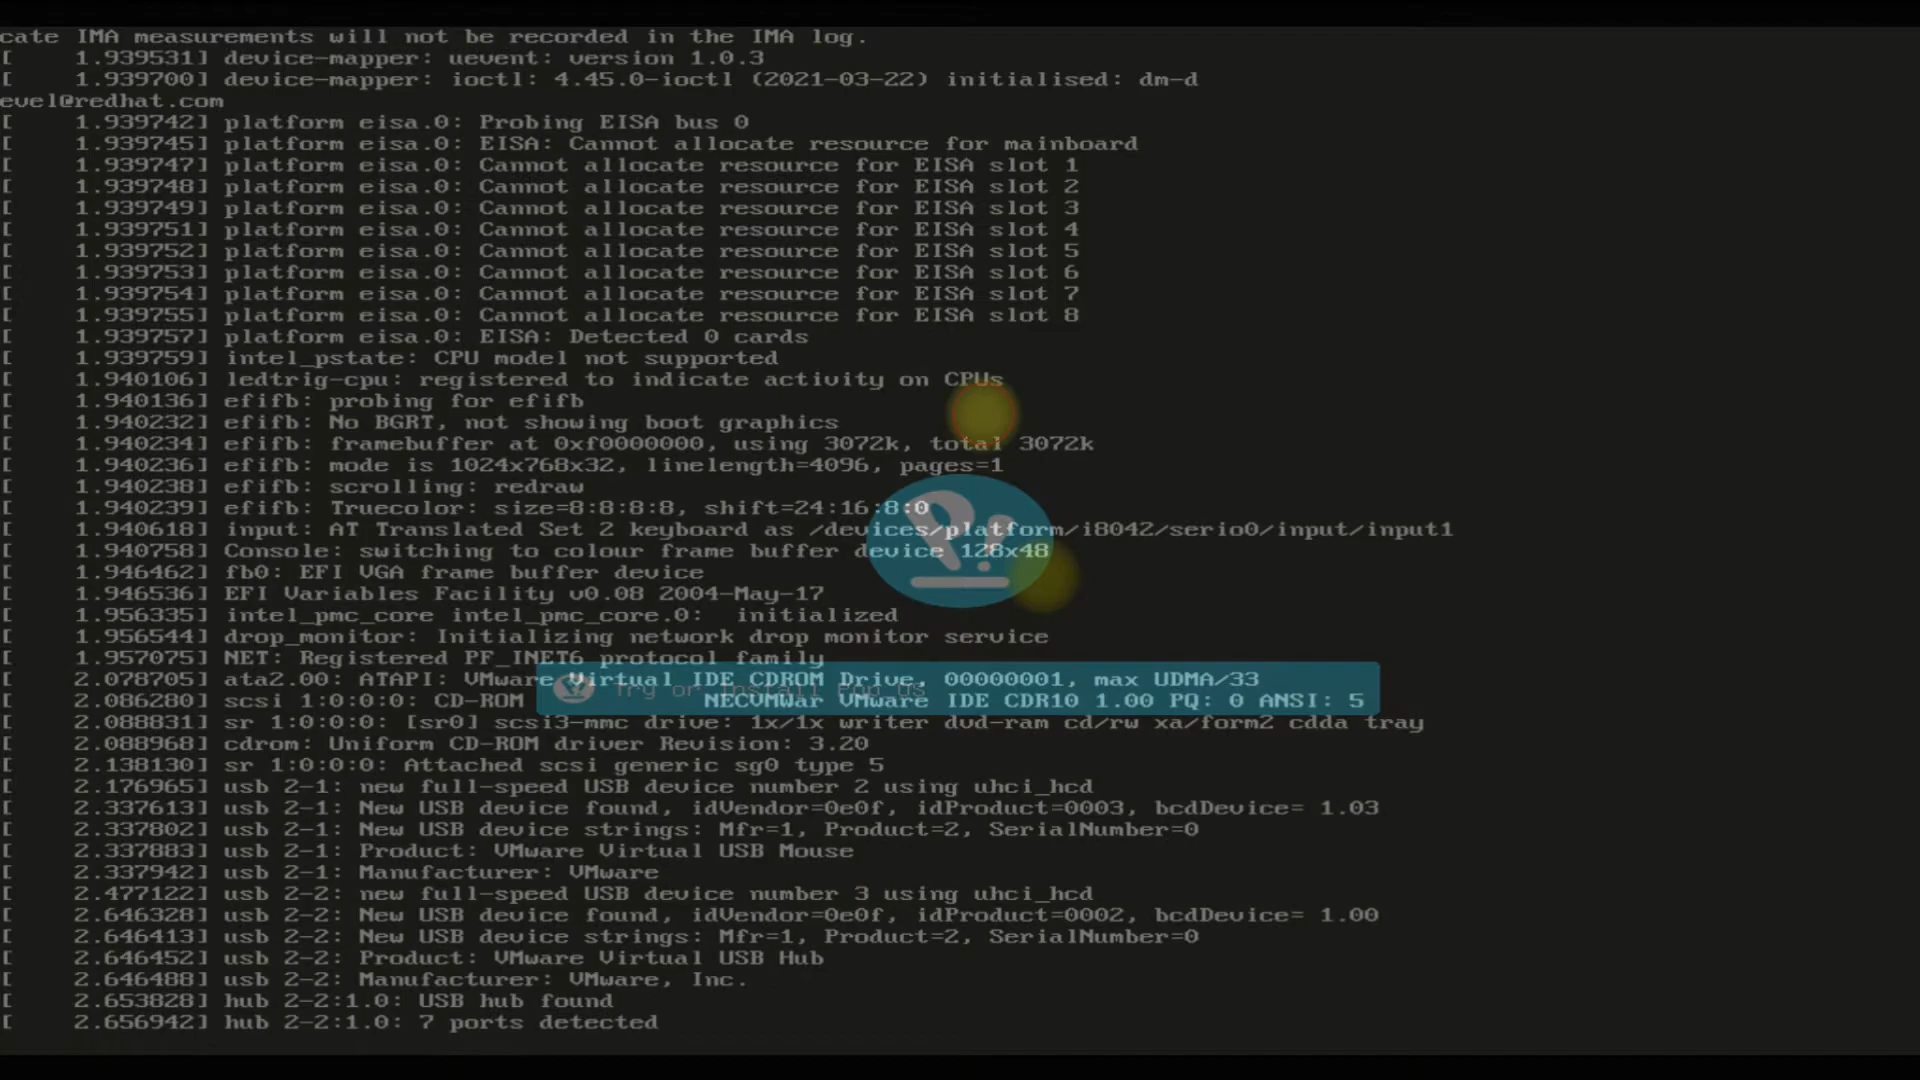 cate IMA measurements will not be recorded in the IMA log.
[    1.939531] device-mapper: uevent: version 1.0.3
[    1.939700] device-mapper: ioctl: 4.45.0-ioctl (2021-03-22) initialised: dm-d
evel@redhat.com
[    1.939742] platform eisa.0: Probing EISA bus 0
[    1.939745] platform eisa.0: EISA: Cannot allocate resource for mainboard
[    1.939747] platform eisa.0: Cannot allocate resource for EISA slot 1
[    1.939748] platform eisa.0: Cannot allocate resource for EISA slot 2
[    1.939749] platform eisa.0: Cannot allocate resource for EISA slot 3
[    1.939751] platform eisa.0: Cannot allocate resource for EISA slot 4
[    1.939752] platform eisa.0: Cannot allocate resource for EISA slot 5
[    1.939753] platform eisa.0: Cannot allocate resource for EISA slot 6
[    1.939754] platform eisa.0: Cannot allocate resource for EISA slot 7
[    1.939755] platform eisa.0: Cannot allocate resource for EISA slot 8
[    1.939757] platform eisa.0: EISA: Detected 0 cards
[    1.939759] intel_pstate: CPU model not supported
[    1.940106] ledtrig-cpu: registered to indicate activity on CPUs
[    1.940136] efifb: probing for efifb
[    1.940232] efifb: No BGRT, not showing boot graphics
[    1.940234] efifb: framebuffer at 0xf0000000, using 3072k, total 3072k
[    1.940236] efifb: mode is 1024x768x32, linelength=4096, pages=1
[    1.940238] efifb: scrolling: redraw
[    1.940239] efifb: Truecolor: size=8:8:8:8, shift=24:16:8:0
[    1.940618] input: AT Translated Set 2 keyboard as /devices/platform/i8042/serio0/input/input1
[    1.940758] Console: switching to colour frame buffer device 128x48
[    1.946462] fb0: EFI VGA frame buffer device
[    1.946536] EFI Variables Facility v0.08 2004-May-17
[    1.956335] intel_pmc_core intel_pmc_core.0:  initialized
[    1.956544] drop_monitor: Initializing network drop monitor service
[    1.957075] NET: Registered PF_INET6 protocol family
[    2.078705] ata2.00: ATAPI: VMware Virtual IDE CDROM Drive, 00000001, max UDMA/33
Try or Install Pop_OS
[    2.086280] scsi 1:0:0:0: CD-ROM            NECVMWar VMware IDE CDR10 1.00 PQ: 0 ANSI: 5
[    2.088831] sr 1:0:0:0: [sr0] scsi3-mmc drive: 1x/1x writer dvd-ram cd/rw xa/form2 cdda tray
[    2.088968] cdrom: Uniform CD-ROM driver Revision: 3.20
[    2.138130] sr 1:0:0:0: Attached scsi generic sg0 type 5
[    2.176965] usb 2-1: new full-speed USB device number 2 using uhci_hcd
[    2.337613] usb 2-1: New USB device found, idVendor=0e0f, idProduct=0003, bcdDevice= 1.03
[    2.337802] usb 2-1: New USB device strings: Mfr=1, Product=2, SerialNumber=0
[    2.337883] usb 2-1: Product: VMware Virtual USB Mouse
[    2.337942] usb 2-1: Manufacturer: VMware
[    2.477122] usb 2-2: new full-speed USB device number 3 using uhci_hcd
[    2.646328] usb 2-2: New USB device found, idVendor=0e0f, idProduct=0002, bcdDevice= 1.00
[    2.646413] usb 2-2: New USB device strings: Mfr=1, Product=2, SerialNumber=0
[    2.646452] usb 2-2: Product: VMware Virtual USB Hub
[    2.646488] usb 2-2: Manufacturer: VMware, Inc.
[    2.653828] hub 2-2:1.0: USB hub found
[    2.656942] hub 2-2:1.0: 7 ports detected